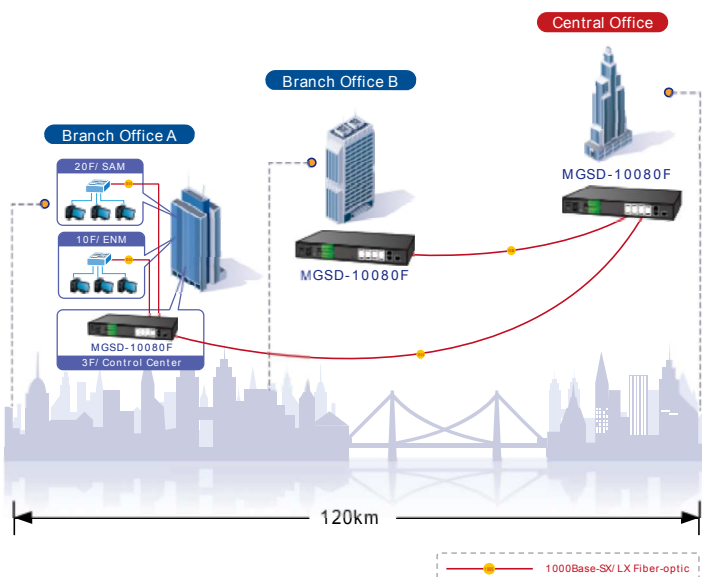 Central Office
Branch Office B
Branch Office A
20F/ SAM
MGSD-10080F
10F/ ENM
MGSD-10080F
MGSD-10080F
3F/ Control Center
120km
1000Base-SX/ LX Fiber-optic